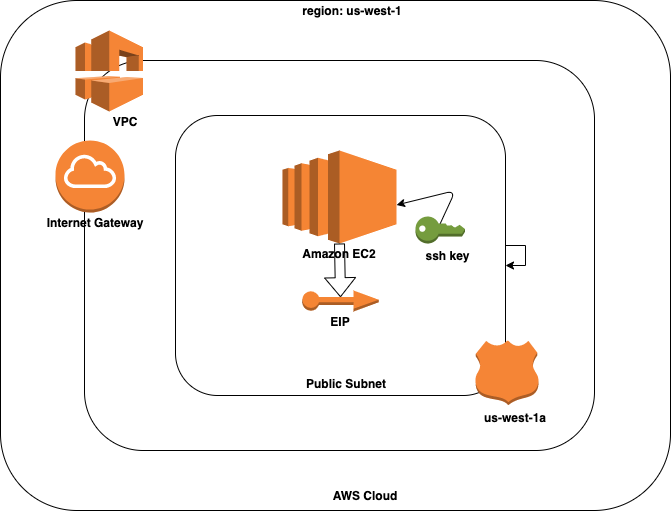 region: us-west-1
VPC
Internet Gateway
Amazon EC2
ssh key
EIP
Public Subnet
us-west-1a
AWS Cloud